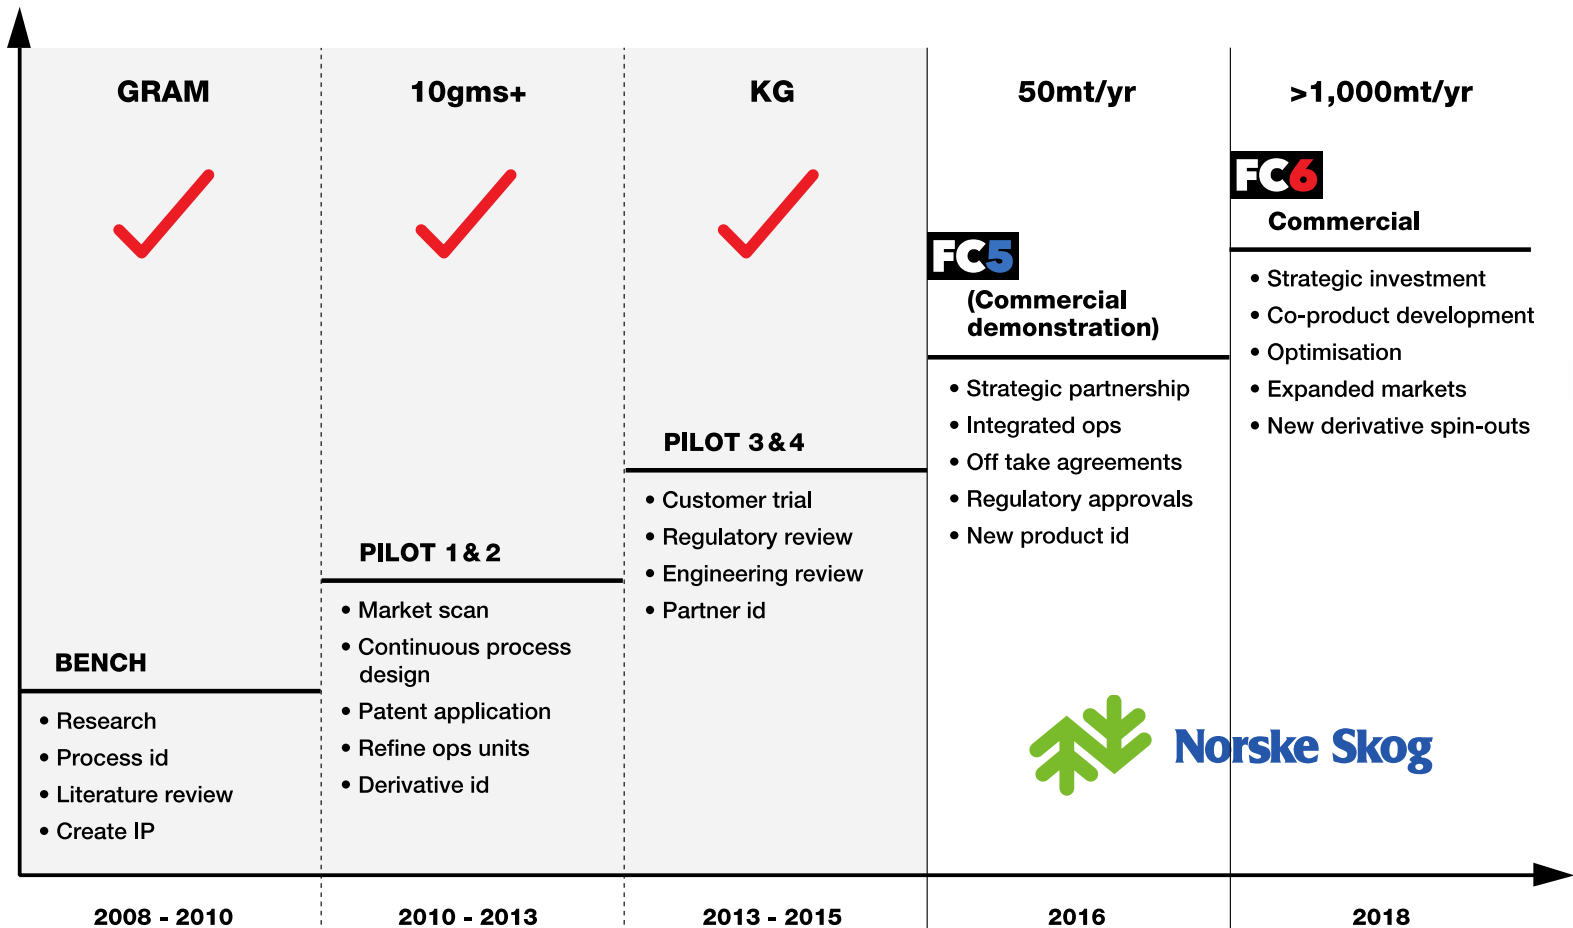 GRAM
10gms+
KG
50mt/yr
>1,000mt/yr
FC6
Commercial
• Strategic investment
• Co-product development
• Optimisation
• Expanded markets
• New derivative spin-outs
FC5
(Commercial
demonstration)
• Strategic partnership
• Integrated ops
• Off take agreements
• Regulatory approvals
• New product id
PILOT 3 & 4
• Customer trial
• Regulatory review
• Engineering review
• Partner id
PILOT 1 & 2
• Market scan
• Continuous process
design
• Patent application
• Refine ops units
• Derivative id
BENCH
• Research
• Process id
• Literature review
• Create IP
Norske Skog
2008 - 2010
2010 - 2013
2013 - 2015
2016
2018